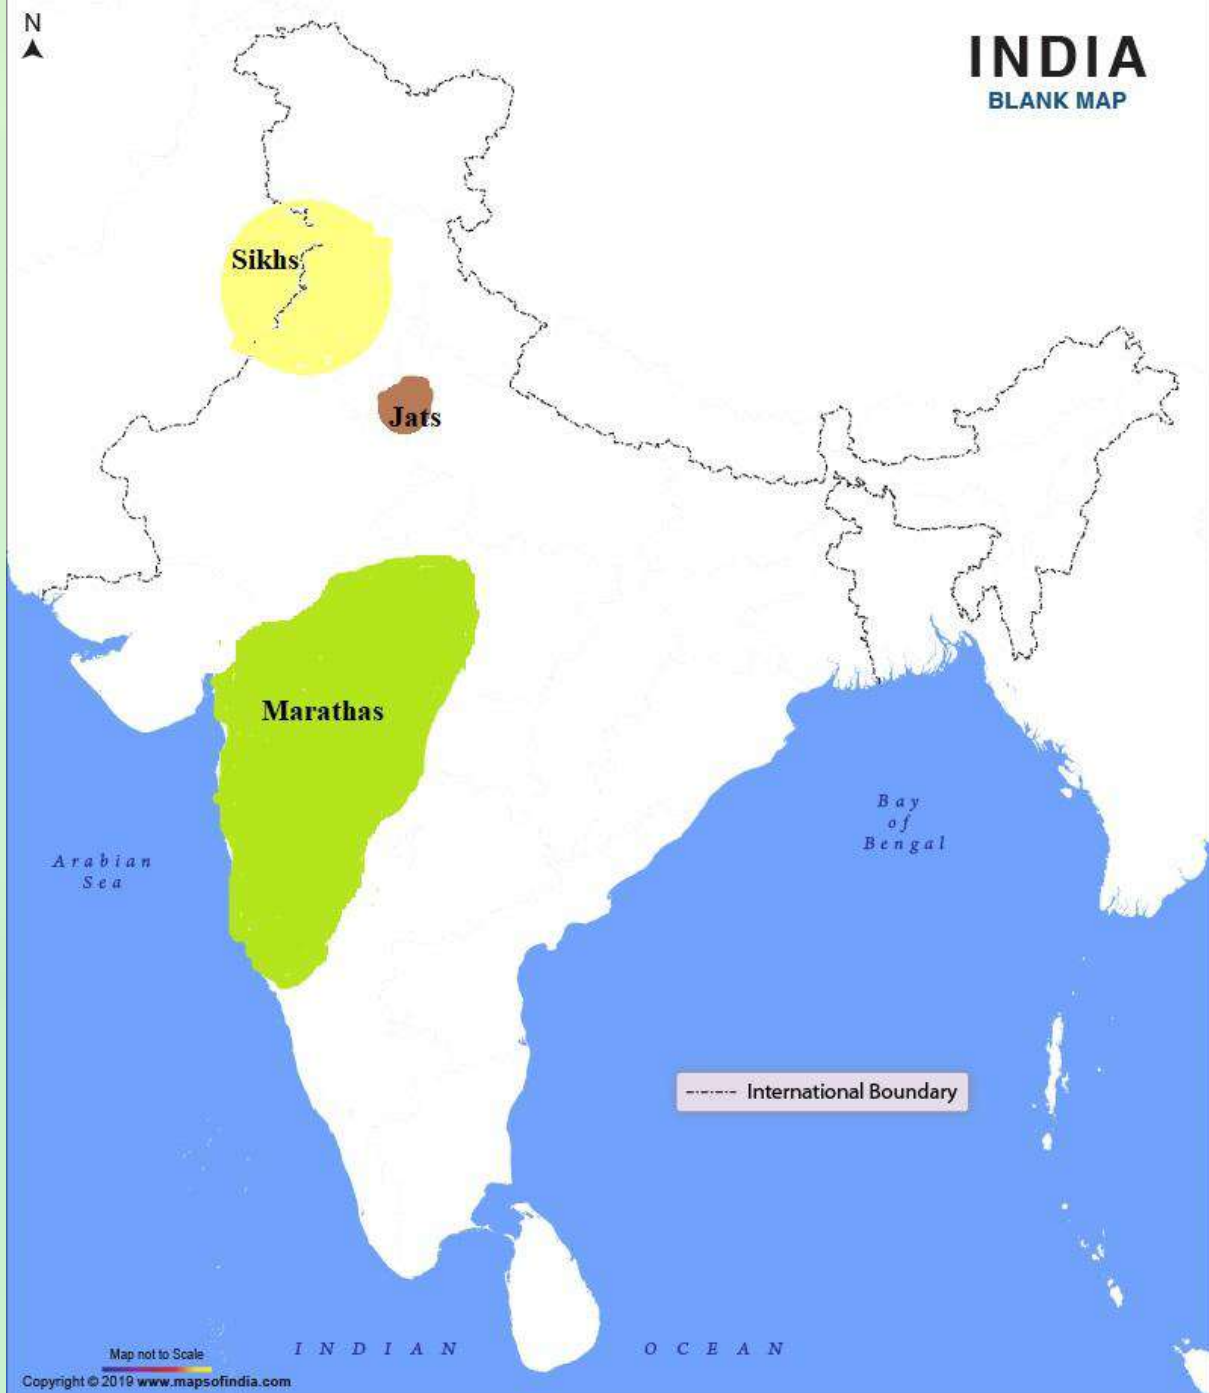 N
INDIA
BLANK MAP
Sikhs
Jats
Marathas
Bay
of
Bengal
Arabian
Sea
International Boundary
Map not to Scale
INDIAN OCEAN
Copyright © 2019 www.mapsofindia.com